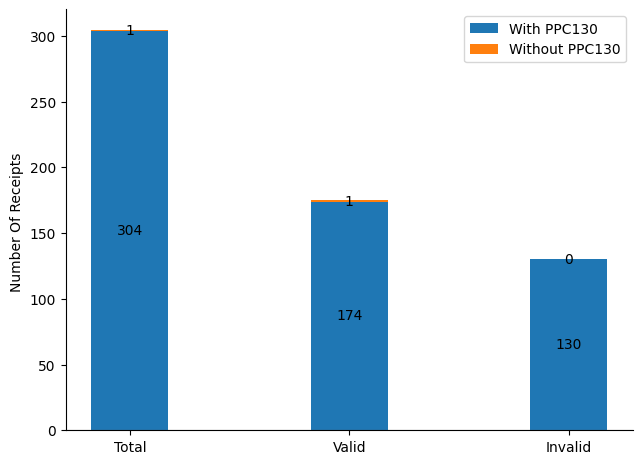 With PPC130
Without PPC130
Number Of Receipts
300
250
200
150
100
50
0
1
304
1
174
0
130
Total
Valid
Invalid